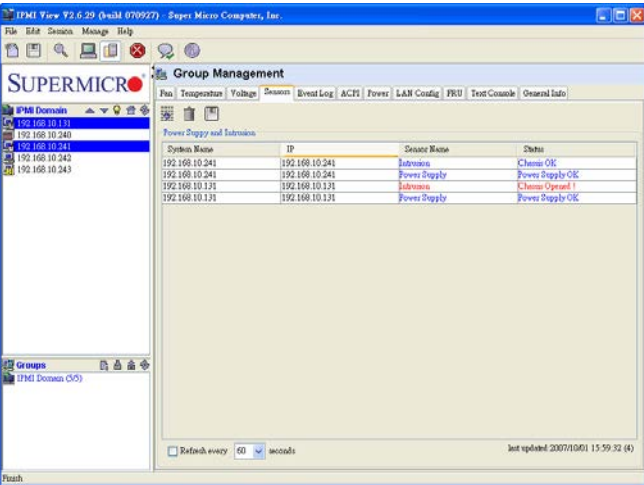 IPMI View V2.6.29 (build 070927) - Super Micro Computer, Inc.
File Edit Session Manage Help
SUPERMICRO
Group Management
Fan Temperature Voltage Sensors Event Log ACPI Power LAN Config FRU Text Console General Info
IPMI Domain
192.168.10.131
192.168.10.240
192.168.10.241
192.168.10.242
192.168.10.243
Power Suppy and Intrusion
System Name IP Sensor Name Status
192.168.10.241 192.168.10.241 Intrusion Chassis OK
192.168.10.241 192.168.10.241 Power Supply Power Supply OK
192.168.10.131 192.168.10.131 Intrusion Chassis Opened !
192.168.10.131 192.168.10.131 Power Supply Power Supply OK
Groups
IPMI Domain (5/5)
Refresh every 60 seconds
last updated 2007/10/01 15:59:32 (4)
Finish